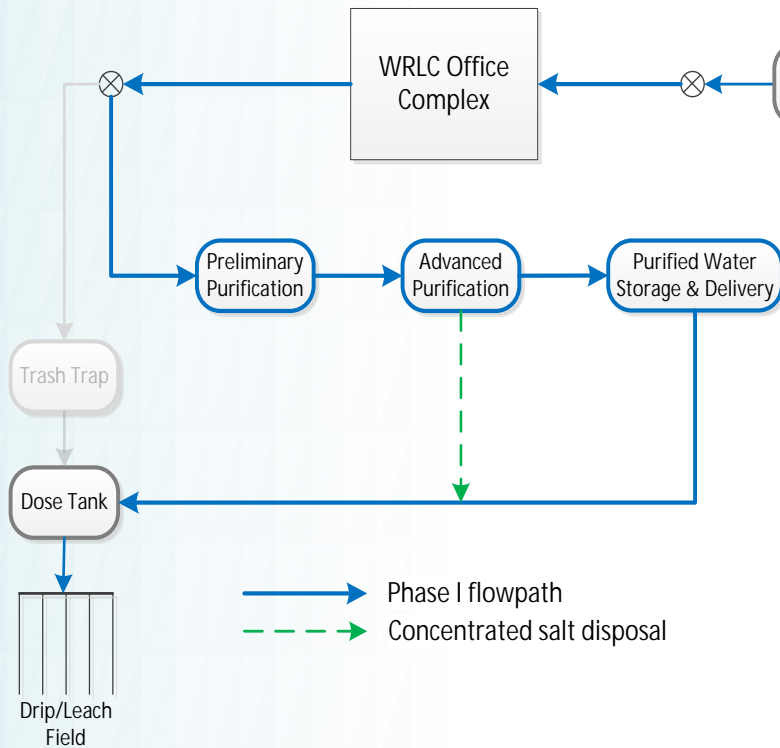 WRLC Office
Complex
Preliminary
Purification
Advanced
Purification
Purified Water
Storage & Delivery
Trash Trap
Dose Tank
Phase I flowpath
Concentrated salt disposal
Drip/Leach
Field